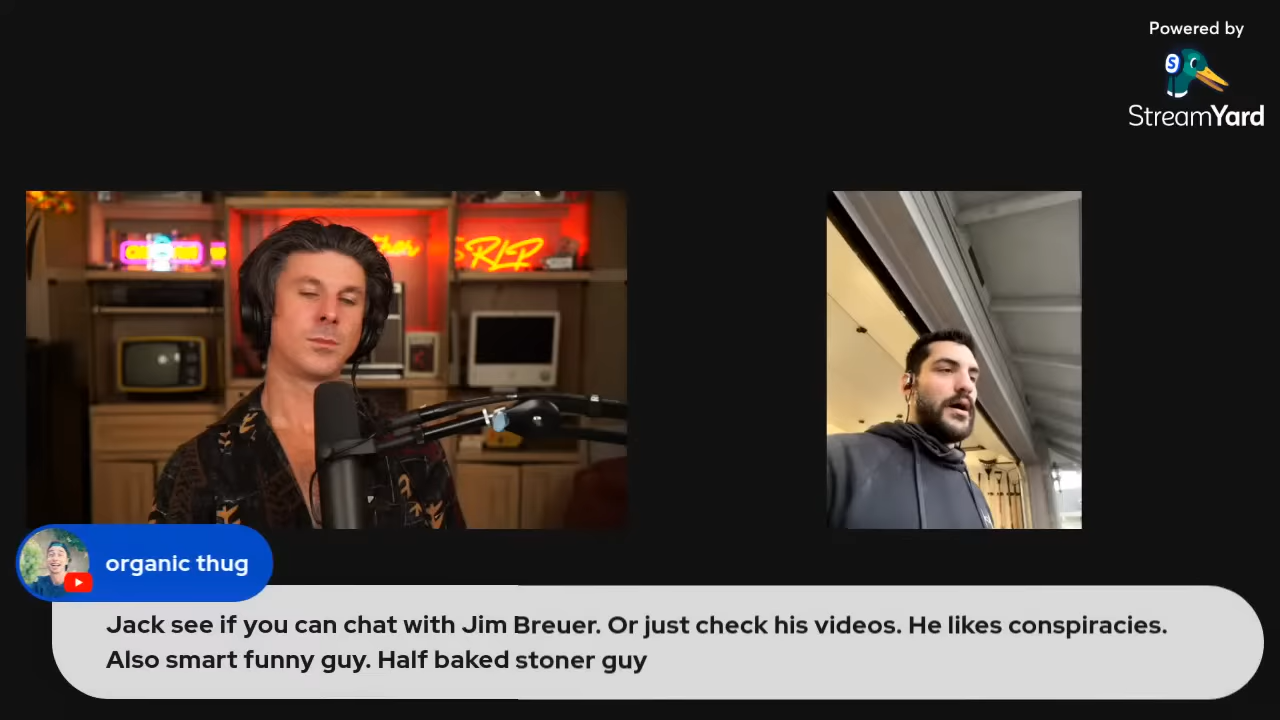 Powered by
S
StreamYard
SRLP
organic thug
Jack see if you can chat with Jim Breuer. Or just check his videos. He likes conspiracies.
Also smart funny guy. Half baked stoner guy